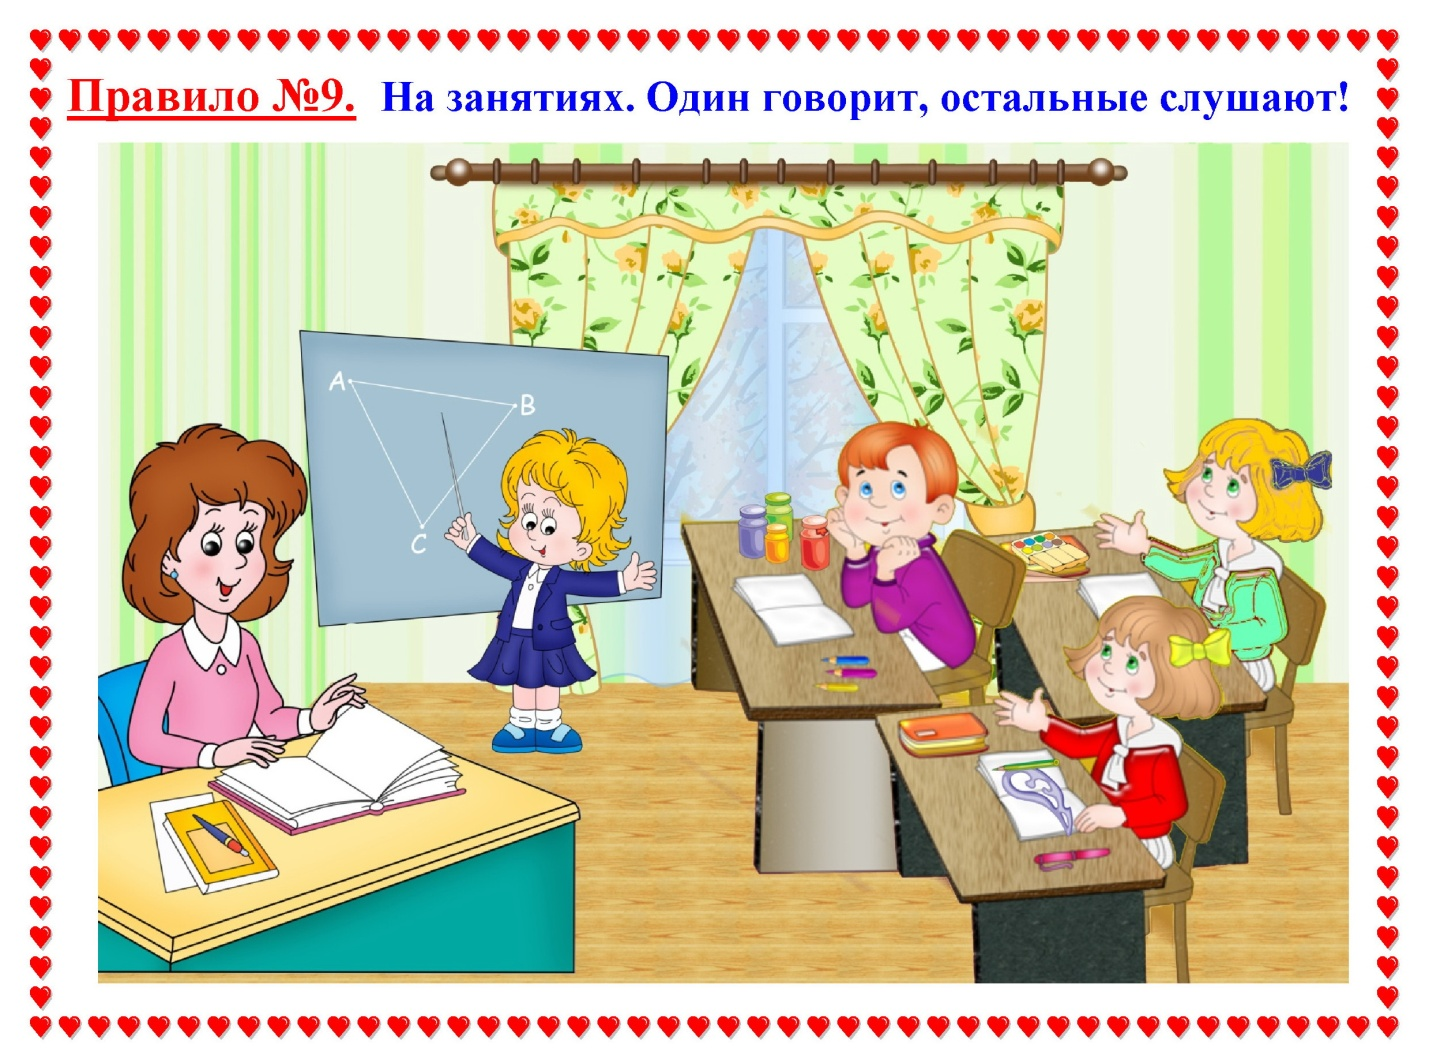 Правило №9. На занятиях. Один говорит, остальные слушают!
A
B
C